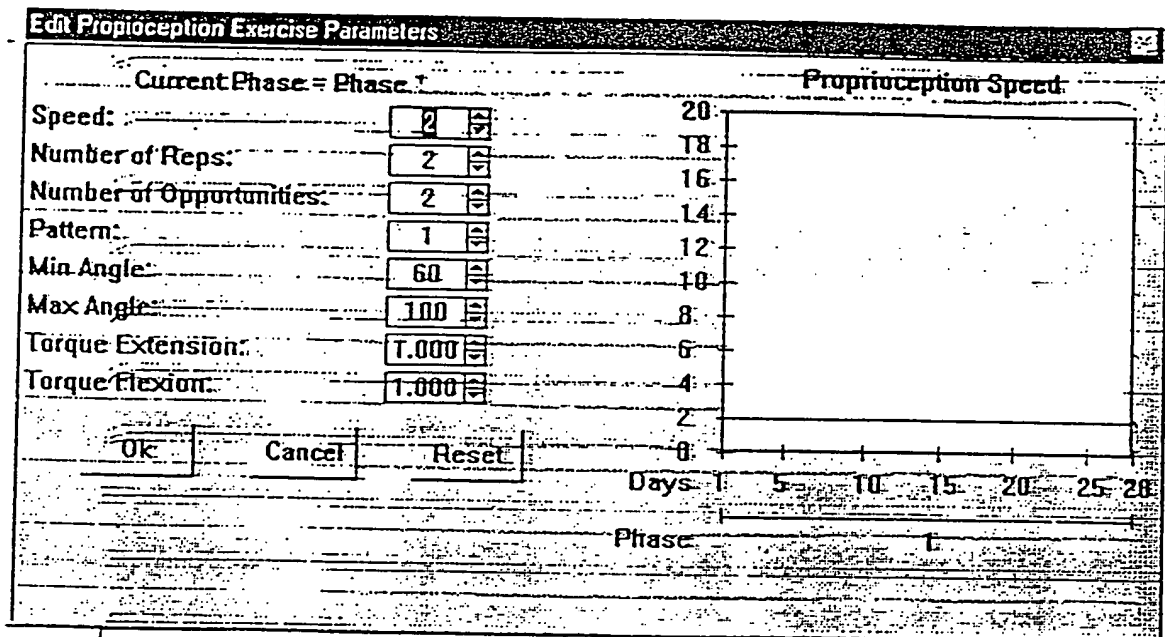 Edit Propioception Exercise Parameters
Current Phase = Phase
Speed: 2
Number of Reps: 2
Number of Opportunities: 2
Pattern: 1
Min Angle: 60
Max Angle: 100
Torque Extension: 1.000
Torque Flexion: 1.000
Ok Cancel Reset
Proprioception Speed
20
18
16
14
12
10
8
6
4
2
0
Days 1 5 10 15 20 25 28
Phase 1